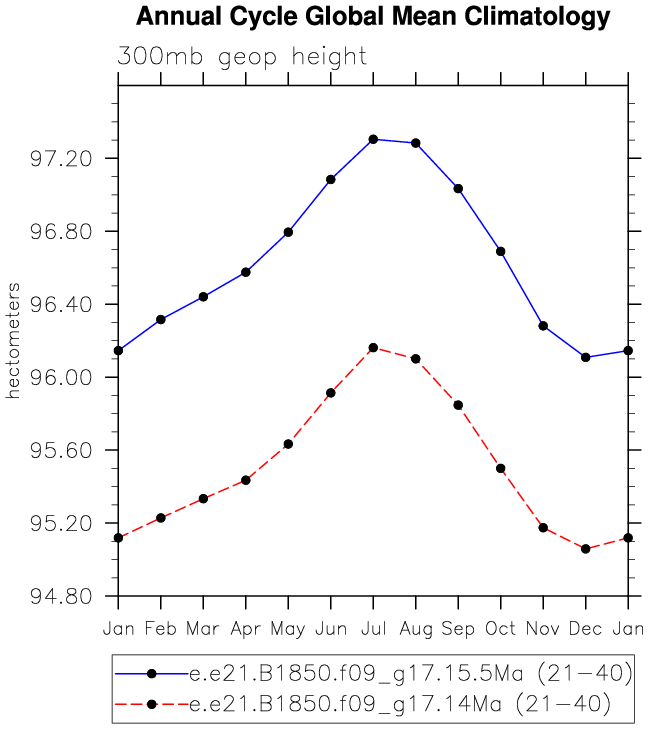 Annual Cycle Global Mean Climatology
300mb geop height
97.20
96.80
96.40
96.00
95.60
95.20
94.80
hectometers
Jan Feb Mar Apr May Jun Jul Aug Sep Oct Nov Dec Jan
e.e21.B1850.f09_g17.15.5Ma (21-40)
e.e21.B1850.f09_g17.14Ma (21-40)